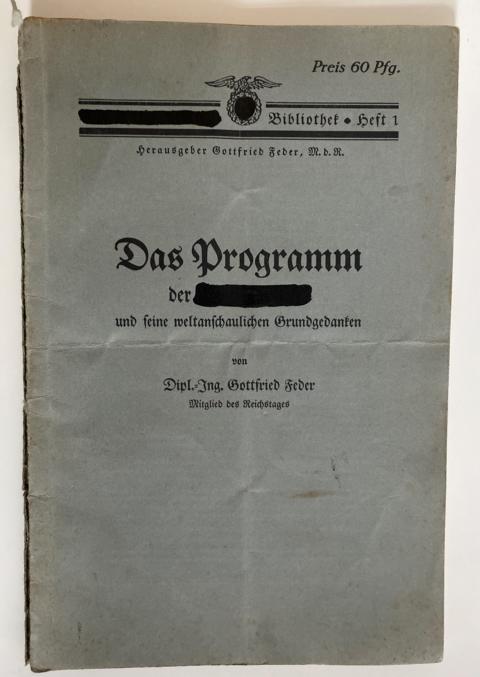 Preis 60 Pfg.
Bibliothek • Heft 1
Herausgeber Gottfried Feder, M. d. R.
Das Programm
der
und seine weltanschaulichen Grundgedanken
von
Dipl.-Ing. Gottfried Feder
Mitglied des Reichstages